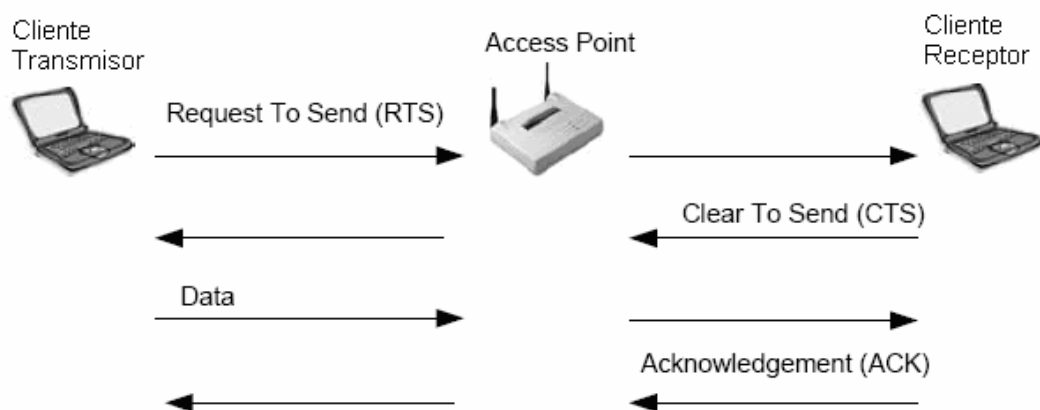 Cliente
Transmisor
Access Point
Cliente
Receptor
Request To Send (RTS)
Clear To Send (CTS)
Data
Acknowledgement (ACK)